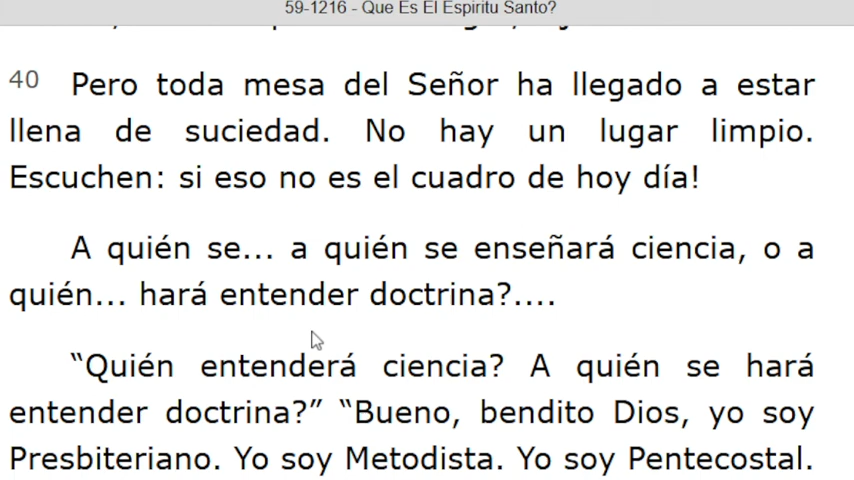 59-1216 - Que Es El Espiritu Santo?
40 Pero toda mesa del Señor ha llegado a estar
llena de suciedad. No hay un lugar limpio.
Escuchen: si eso no es el cuadro de hoy día!
A quién se... a quién se enseñará ciencia, o a
quién... hará entender doctrina?....
“Quién entenderá ciencia? A quién se hará
entender doctrina?” “Bueno, bendito Dios, yo soy
Presbiteriano. Yo soy Metodista. Yo soy Pentecostal.